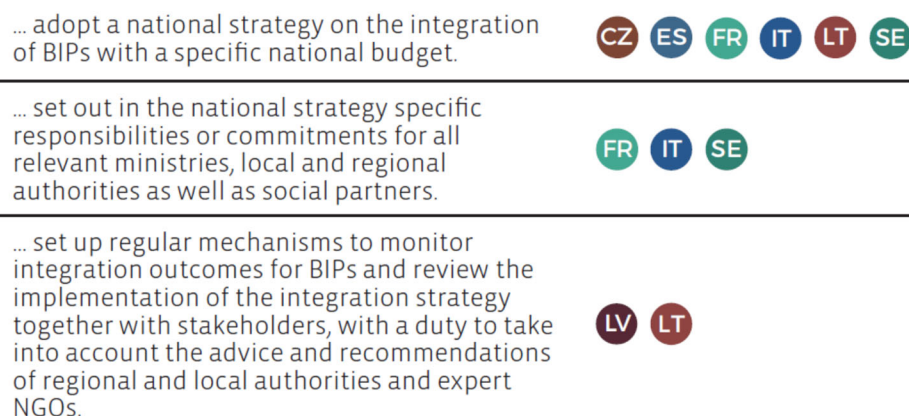 ... adopt a national strategy on the integration
of BIPs with a specific national budget.
CZ ES FR IT LT SE
... set out in the national strategy specific
responsibilities or commitments for all
relevant ministries, local and regional
authorities as well as social partners.
FR IT SE
... set up regular mechanisms to monitor
integration outcomes for BIPs and review the
implementation of the integration strategy
together with stakeholders, with a duty to take
into account the advice and recommendations
of regional and local authorities and expert
NGOs.
LV LT